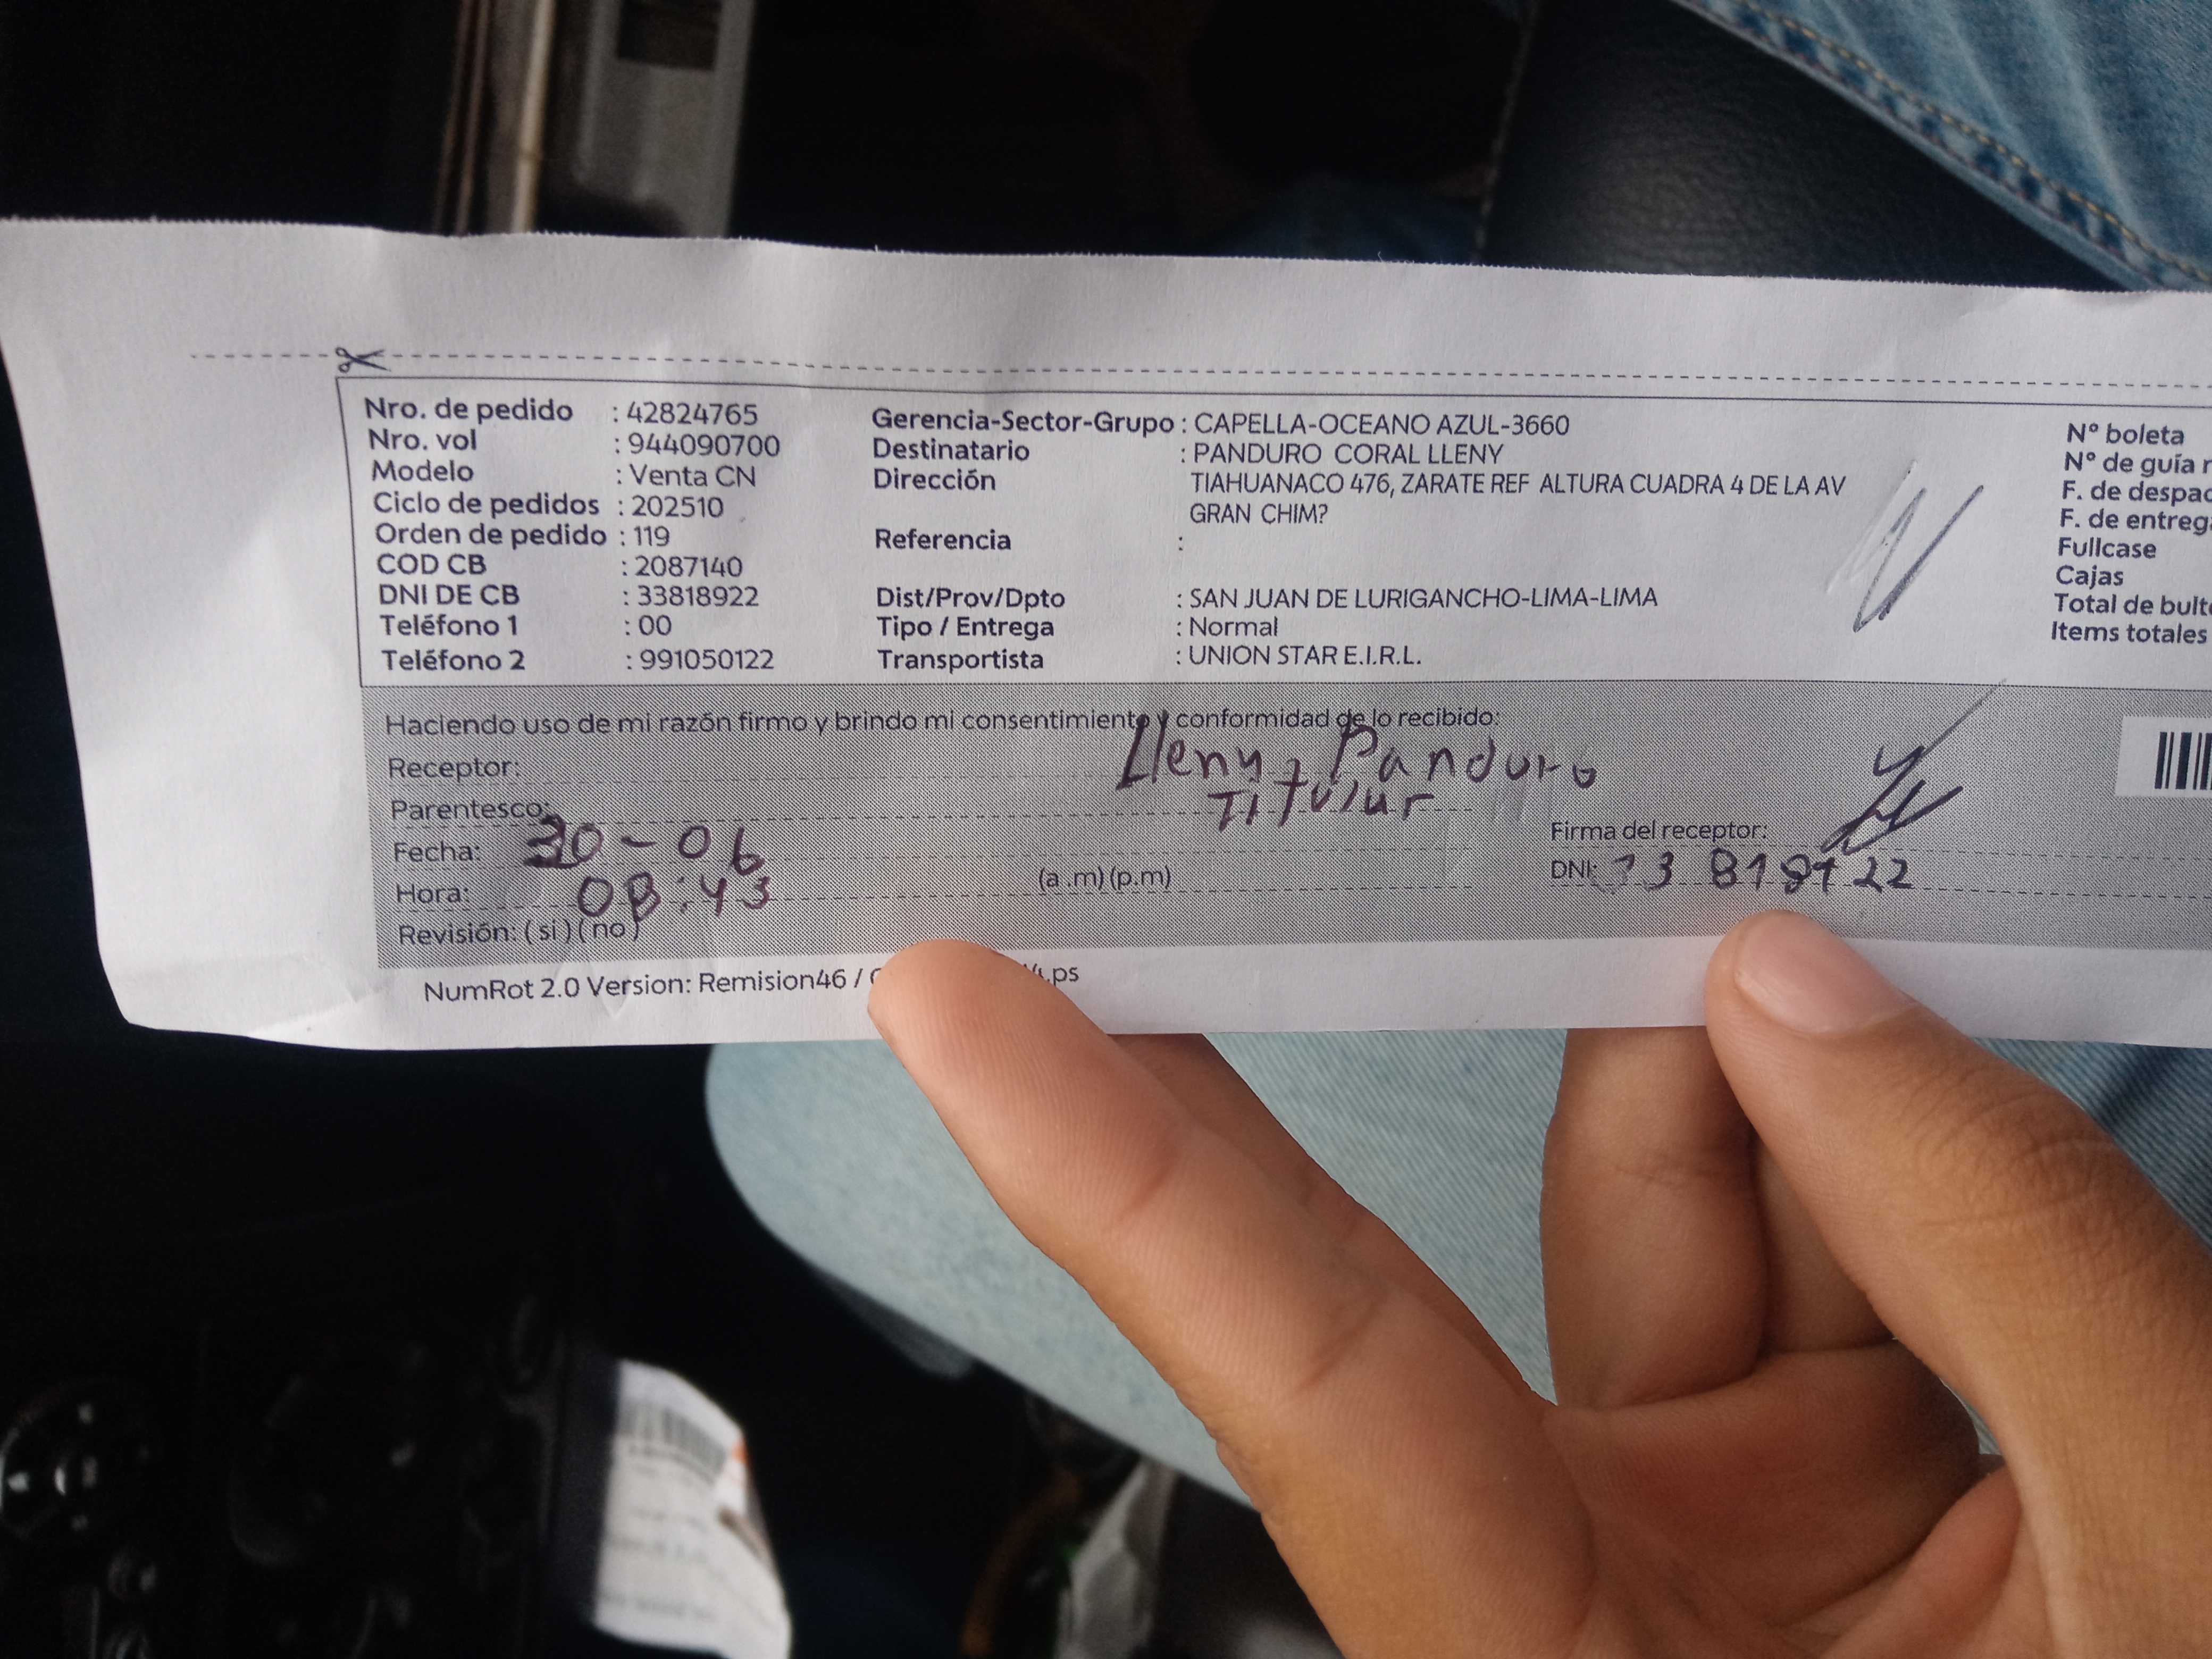 Nro. de pedido : 42824765
Nro. vol : 944090700
Modelo : Venta CN
Ciclo de pedidos : 202510
Orden de pedido : 119
COD CB : 2087140
DNI DE CB : 33818922
Teléfono 1 : 00
Teléfono 2 : 991050122
Gerencia-Sector-Grupo : CAPELLA-OCEANO AZUL-3660
Destinatario : PANDURO CORAL LLENY
Dirección TIAHUANACO 476, ZARATE REF ALTURA CUADRA 4 DE LA AV
GRAN CHIM?
Referencia :
Dist/Prov/Dpto : SAN JUAN DE LURIGANCHO-LIMA-LIMA
Tipo / Entrega : Normal
Transportista : UNION STAR E.I.R.L.
N° boleta
N° de guía r
F. de despac
F. de entrega
Fullcase
Cajas
Total de bulto
Items totales
Haciendo uso de mi razón firmo y brindo mi consentimiento y conformidad de lo recibido:
Receptor: Lleny Panduro
Parentesco: Titular
Fecha: 30-06
Hora: 08:43 (a .m) (p.m)
Revisión: (si) (no)
Firma del receptor:
DNI:
NumRot 2.0 Version: Remision46 / .ps